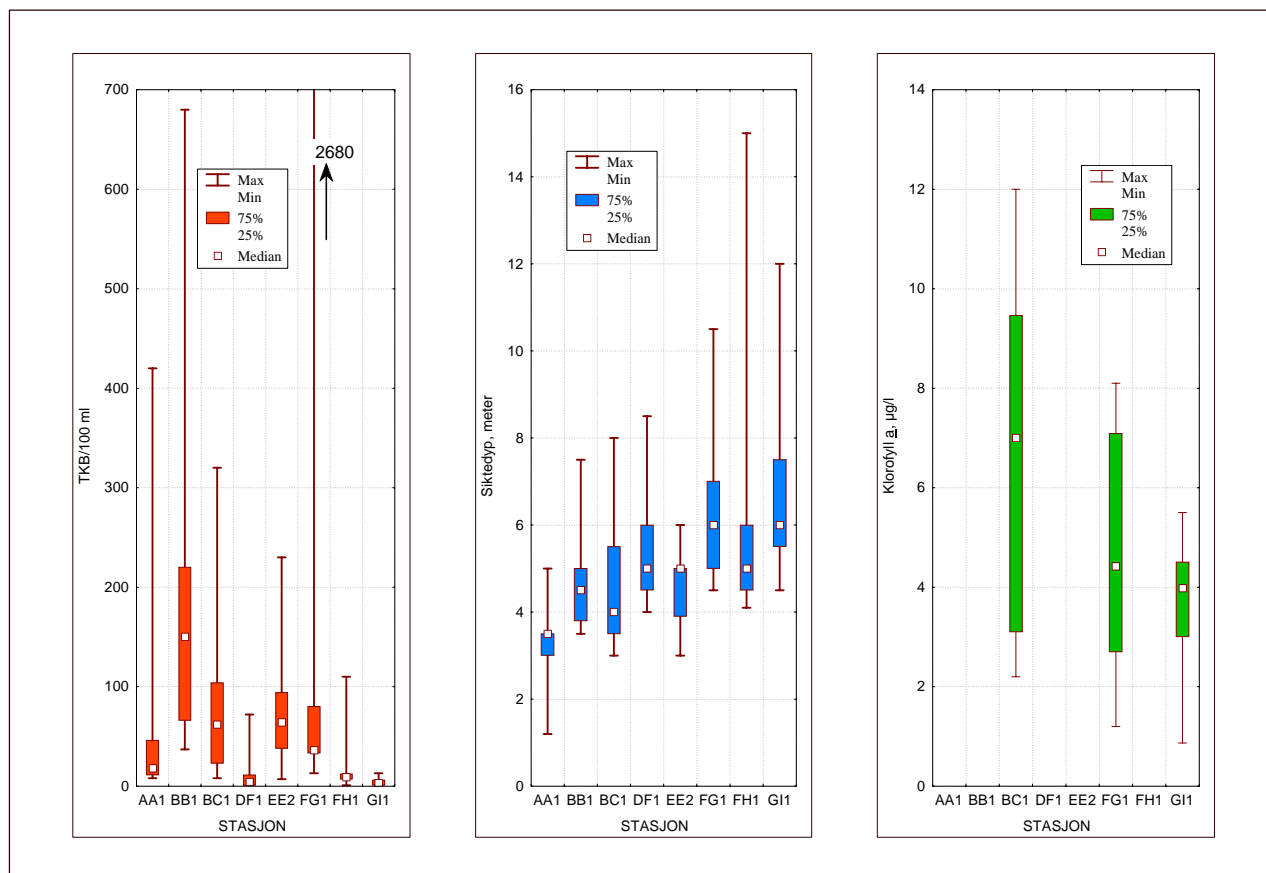 700
600
500
400
300
200
100
0
TKB/100 ml
2680
Max
Min
75%
25%
Median
AA1 BB1 BC1 DF1 EE2 FG1 FH1 GI1
STASJON
16
14
12
10
8
6
4
2
0
Siktedyp, meter
Max
Min
75%
25%
Median
AA1 BB1 BC1 DF1 EE2 FG1 FH1 GI1
STASJON
14
12
10
8
6
4
2
0
Klorofyll a, µg/l
Max
Min
75%
25%
Median
AA1 BB1 BC1 DF1 EE2 FG1 FH1 GI1
STASJON